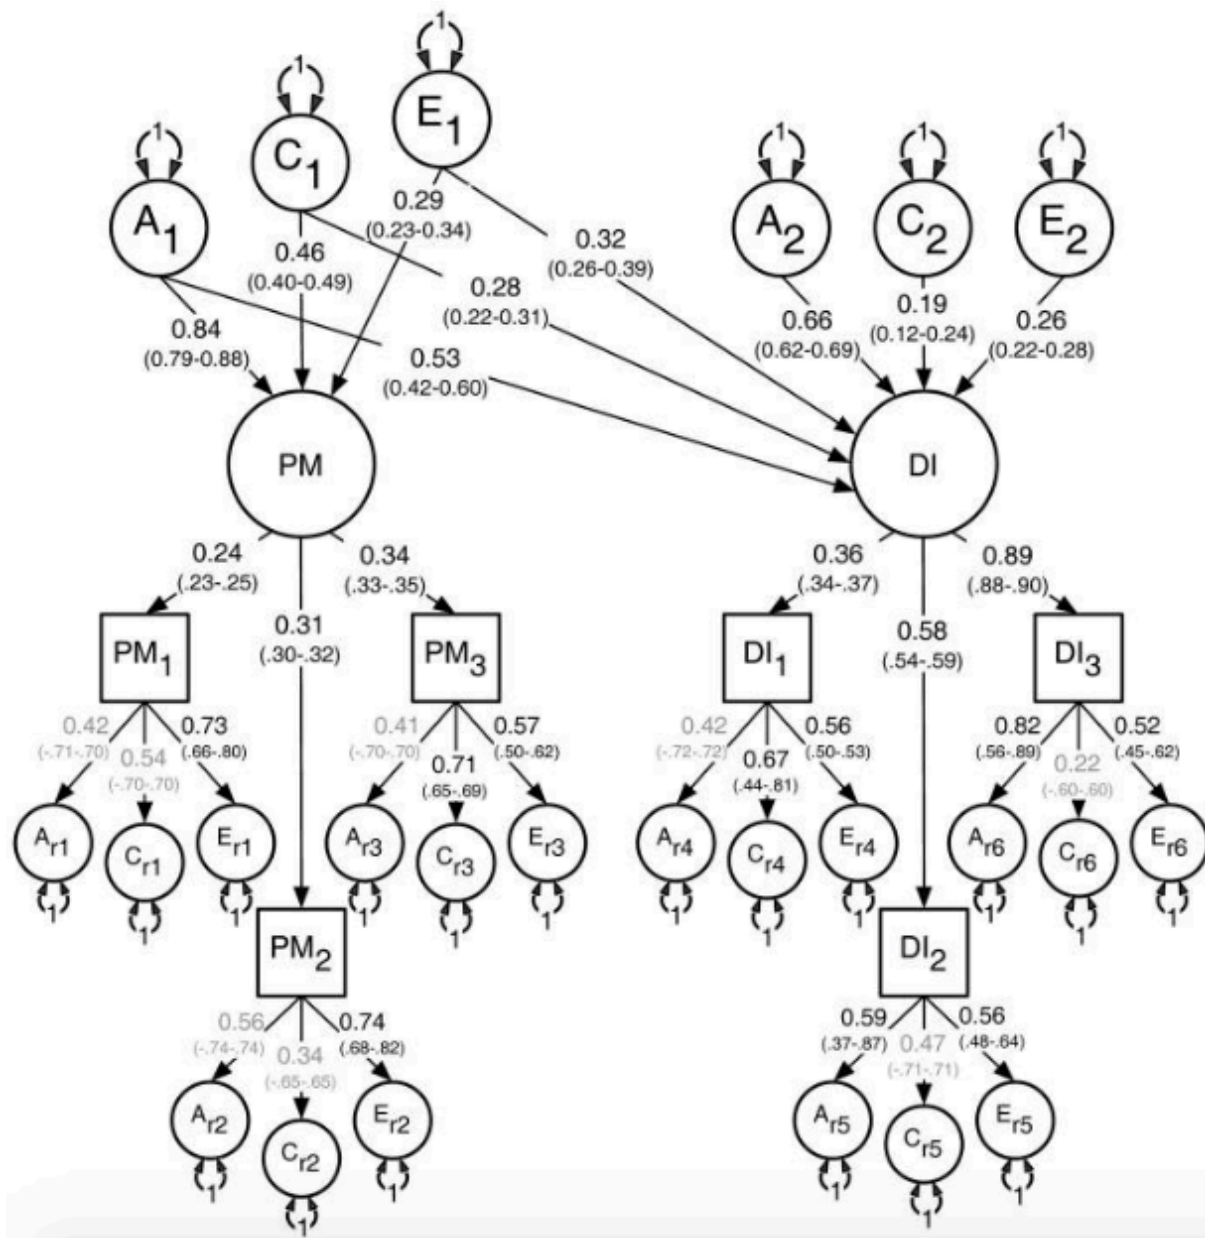 1
1
1
E1
C1
A1
1
1
1
A2
C2
E2
0.29
(0.23-0.34)
0.46
(0.40-0.49)
0.32
(0.26-0.39)
0.28
(0.22-0.31)
0.84
(0.79-0.88)
0.53
(0.42-0.60)
0.66
(0.62-0.69)
0.19
(0.12-0.24)
0.26
(0.22-0.28)
PM
DI
0.24
(.23-.25)
0.34
(.33-.35)
0.31
(.30-.32)
0.36
(.34-.37)
0.89
(.88-.90)
0.58
(.54-.59)
PM1
PM3
DI1
DI3
0.42
(-.71-.70)
0.54
(-.70-.70)
0.73
(.66-.80)
0.41
(-.70-.70)
0.71
(.65-.69)
0.57
(.50-.62)
0.42
(-.72-.72)
0.67
(.44-.81)
0.56
(.50-.53)
0.82
(.56-.89)
0.22
(-.60-.60)
0.52
(.45-.62)
Ar1
Cr1
Er1
Ar3
Cr3
Er3
Ar4
Cr4
Er4
Ar6
Cr6
Er6
1
1
1
1
1
1
1
1
1
1
1
1
PM2
DI2
0.56
(-.74-.74)
0.34
(-.65-.65)
0.74
(.68-.82)
0.59
(.37-.87)
0.47
(-.71-.71)
0.56
(.48-.64)
Ar2
Cr2
Er2
Ar5
Cr5
Er5
1
1
1
1
1
1